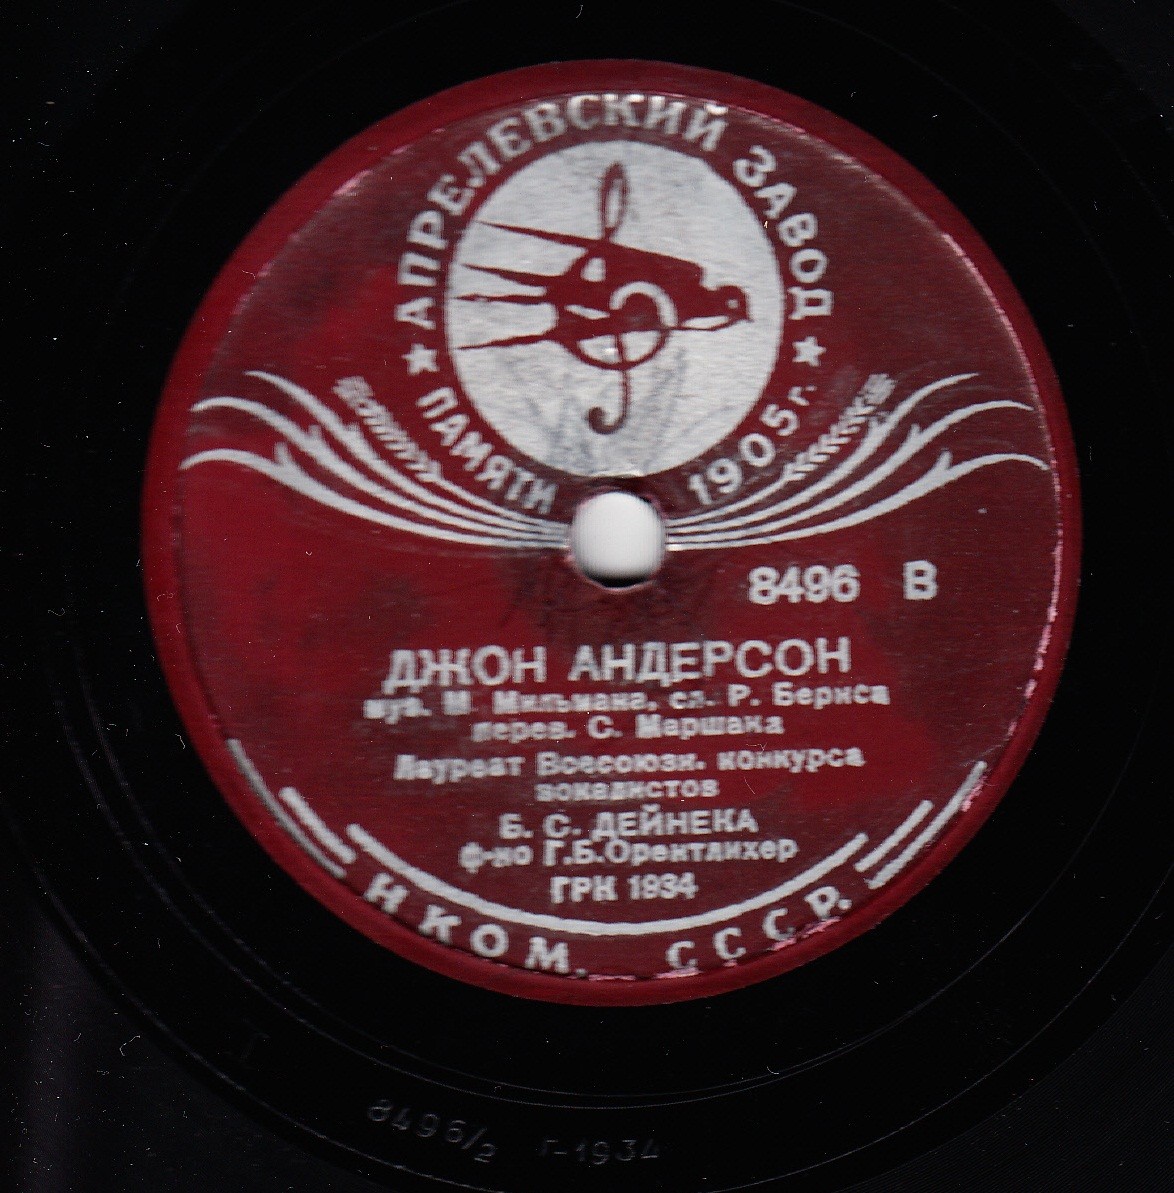 АПРЕЛЕВСКИЙ ЗАВОД
★ ПАМЯТИ 1905 г. ★
8496 В
ДЖОН АНДЕРСОН
муз. М. Мильмана, сл. Р. Бернса
перев. С. Маршака
Лауреат Всесоюзн. конкурса
вокалистов
Б. С. ДЕЙНЕКА
ф-но Г.Б.Орентлихер
ГРК 1934
НКОМ. СССР.
8496/2 Г-1934